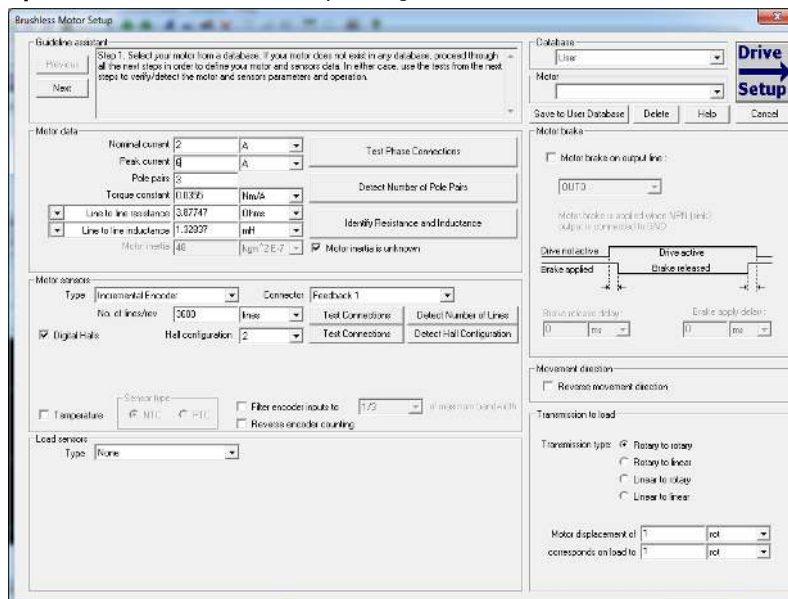 Brushless Motor Setup
Guideline assistant
Previous
Next
Step 1. Select your motor from a database. If your motor does not exist in any database, proceed through
all the next steps in order to define your motor and sensors data. In either case, use the tests from the next
steps to verify/detect the motor and sensors parameters and operation.
Database
User
Motor
Drive
Setup
Save to User Database
Delete
Help
Cancel
Motor data
Nominal current 2 A
Peak current 6 A
Pole pairs 3
Torque constant 0.0355 Nm/A
Line to line resistance 3.87747 Ohms
Line to line inductance 1.32837 mH
Motor inertia 48 kgm^2 E-7
Motor inertia is unknown
Test Phase Connections
Detect Number of Pole Pairs
Identify Resistance and Inductance
Motor brake
Motor brake on output line :
OUT0
Motor brake is applied when NPN (sink)
output is connected to GND
Drive not active
Drive active
Brake applied
Brake released
Brake release delay :
0 ms
Brake apply delay :
0 ms
Motor sensors
Type Incremental Encoder
Connector Feedback 1
No. of lines/rev
lines
Test Connections
Detect Number of Lines
Digital Halls
Hall configuration 2
Test Connections
Detect Hall Configuration
Temperature
Sensor type
NTC
PTC
Filter encoder inputs to 1/3 of maximum bandwidth
Reverse encoder counting
Movement direction
Reverse movement direction
Load sensors
Type None
Transmission to load
Transmission type:
Rotary to rotary
Rotary to linear
Linear to rotary
Linear to linear
Motor displacement of 1 rot
corresponds on load to 1 rot